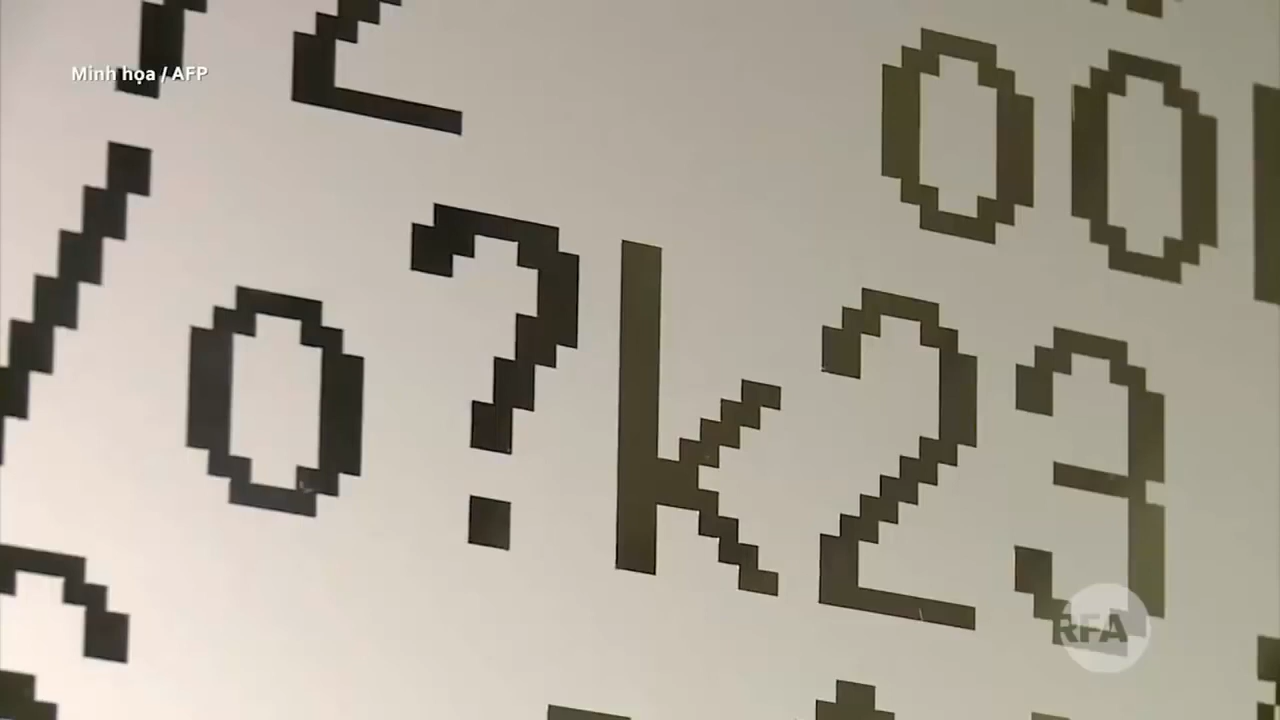 Minh họa / AFP
/2
00
/o?k23
RFA